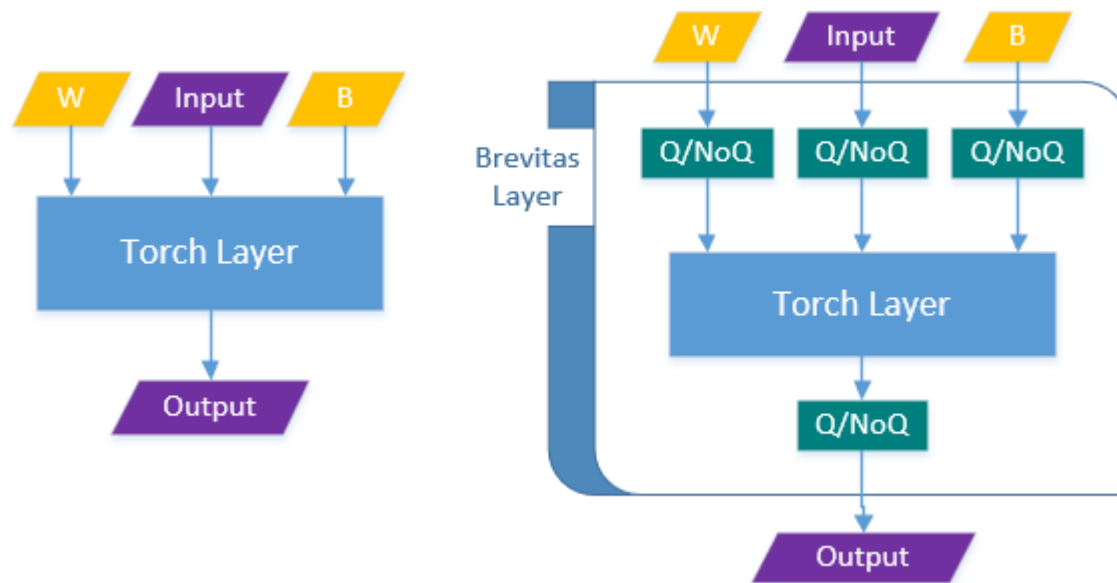 W
Input
B
Torch Layer
Output
W
Input
B
Brevitas
Layer
Q/NoQ
Q/NoQ
Q/NoQ
Torch Layer
Q/NoQ
Output